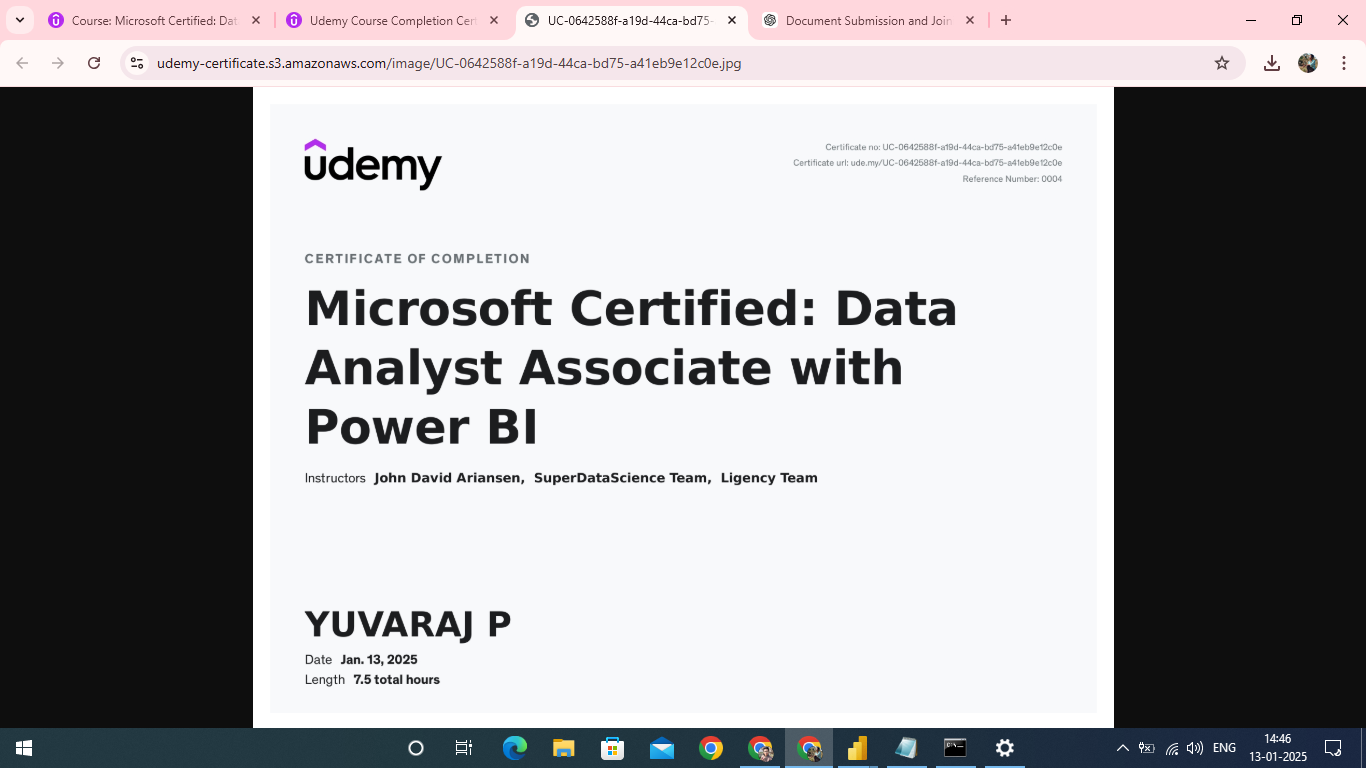 Course: Microsoft Certified: Dat
Udemy Course Completion Cert
UC-0642588f-a19d-44ca-bd75-
Document Submission and Join
udemy-certificate.s3.amazonaws.com/image/UC-0642588f-a19d-44ca-bd75-a41eb9e12c0e.jpg
udemy
Certificate no: UC-0642588f-a19d-44ca-bd75-a41eb9e12c0e
Certificate url: ude.my/UC-0642588f-a19d-44ca-bd75-a41eb9e12c0e
Reference Number: 0004
CERTIFICATE OF COMPLETION
Microsoft Certified: Data
Analyst Associate with
Power BI
Instructors John David Ariansen, SuperDataScience Team, Ligency Team
YUVARAJ P
Date Jan. 13, 2025
Length 7.5 total hours
ENG
14:46
13-01-2025